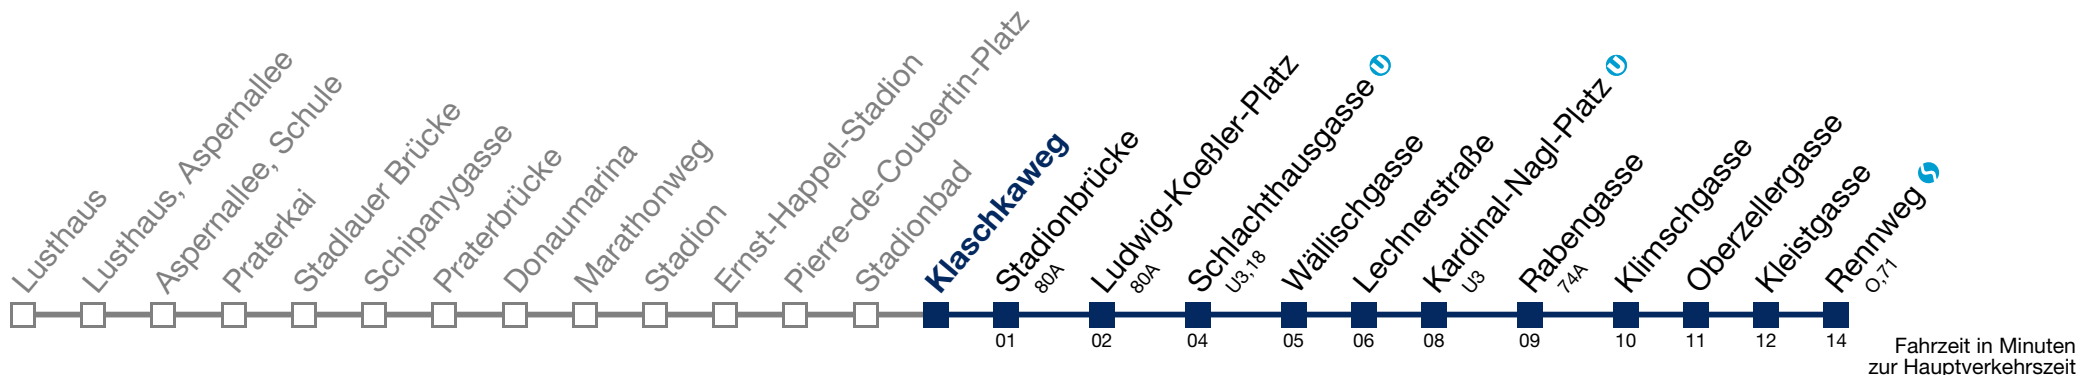 Lusthaus
Lusthaus, Aspernallee
Aspernallee, Schule
Praterkai
Stadlauer Brücke
Schipanygasse
Praterbrücke
Donaumarina
Marathonweg
Stadion
Ernst-Happel-Stadion
Pierre-de-Coubertin-Platz
Stadionbad
Klaschkaweg
Stadionbrücke
80A
Ludwig-Koeßler-Platz
80A
Schlachthausgasse U
U3,18
Wällischgasse
Lechnerstraße
Kardinal-Nagl-Platz U
U3
Rabengasse
74A
Klimschgasse
Oberzellergasse
Kleistgasse
Rennweg S
O,71
01 02 04 05 06 08 09 10 11 12 14
Fahrzeit in Minuten
zur Hauptverkehrszeit